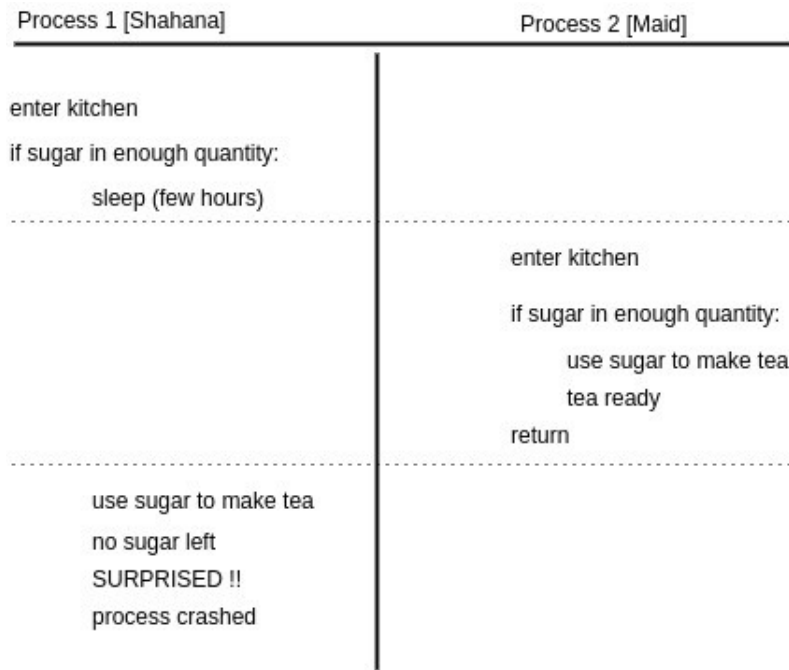 Process 1 [Shahana]
Process 2 [Maid]
enter kitchen
if sugar in enough quantity:
sleep (few hours)
enter kitchen
if sugar in enough quantity:
use sugar to make tea
tea ready
return
use sugar to make tea
no sugar left
SURPRISED !!
process crashed